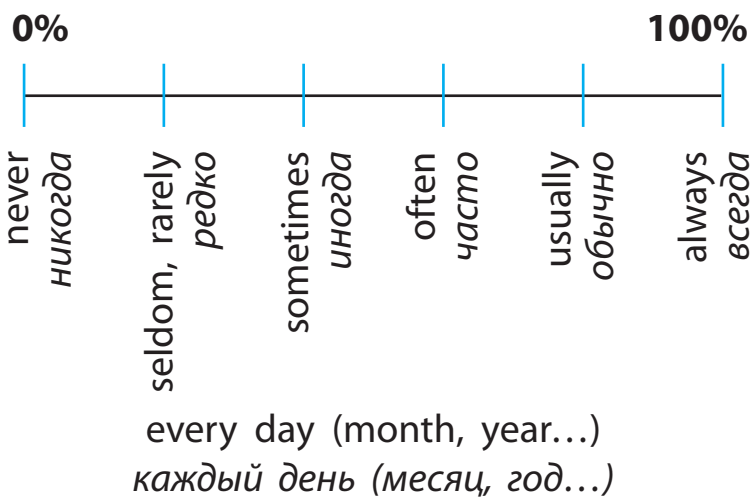 0% 100%
never
никогда
seldom, rarely
редко
sometimes
иногда
often
часто
usually
обычно
always
всегда
every day (month, year…)
каждый день (месяц, год…)